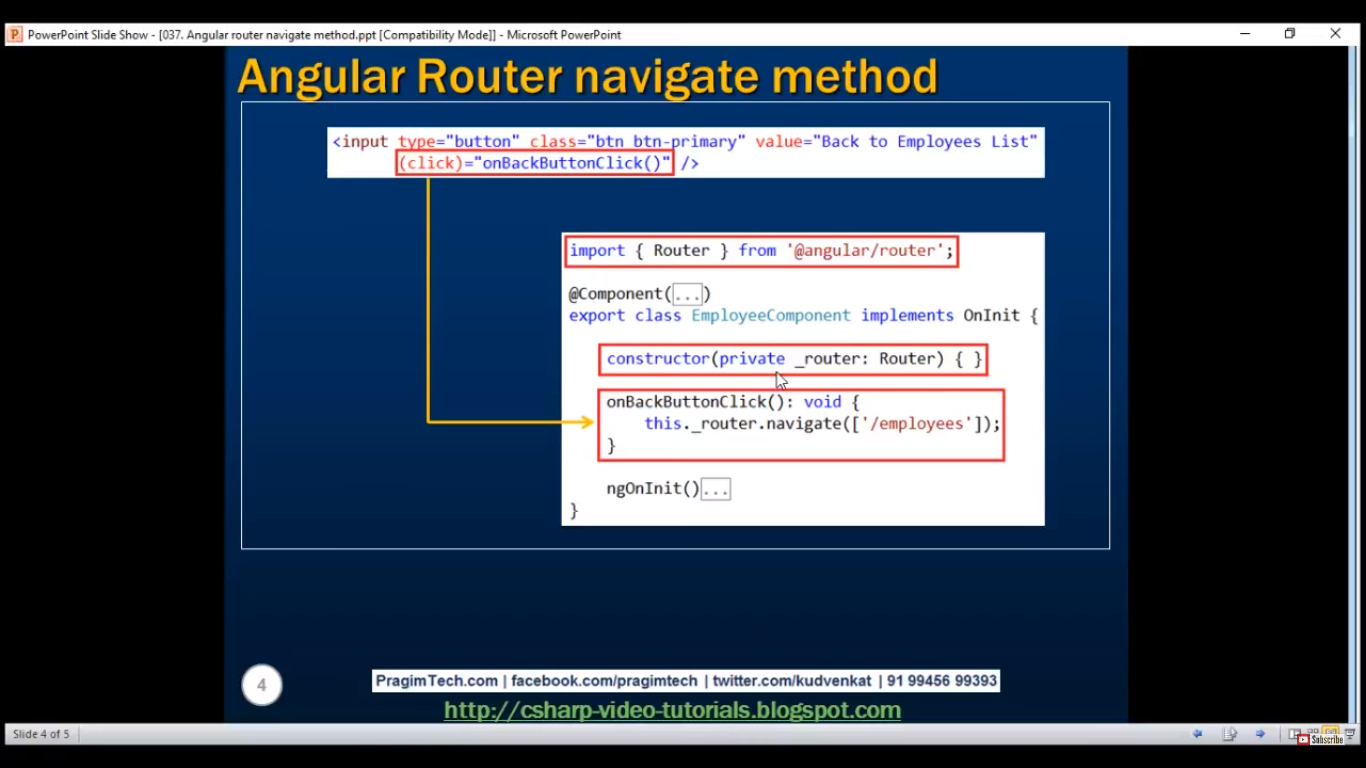 PowerPoint Slide Show - [037. Angular router navigate method.ppt [Compatibility Mode]] - Microsoft PowerPoint
Angular Router navigate method
<input type="button" class="btn btn-primary" value="Back to Employees List"
(click)="onBackButtonClick()" />
import { Router } from '@angular/router';
@Component(...)
export class EmployeeComponent implements OnInit {
constructor(private _router: Router) { }
onBackButtonClick(): void {
this._router.navigate(['/employees']);
}
ngOnInit()...
}
4
PragimTech.com | facebook.com/pragimtech | twitter.com/kudvenkat | 91 99456 99393
http://csharp-video-tutorials.blogspot.com
Slide 4 of 5
Subscribe